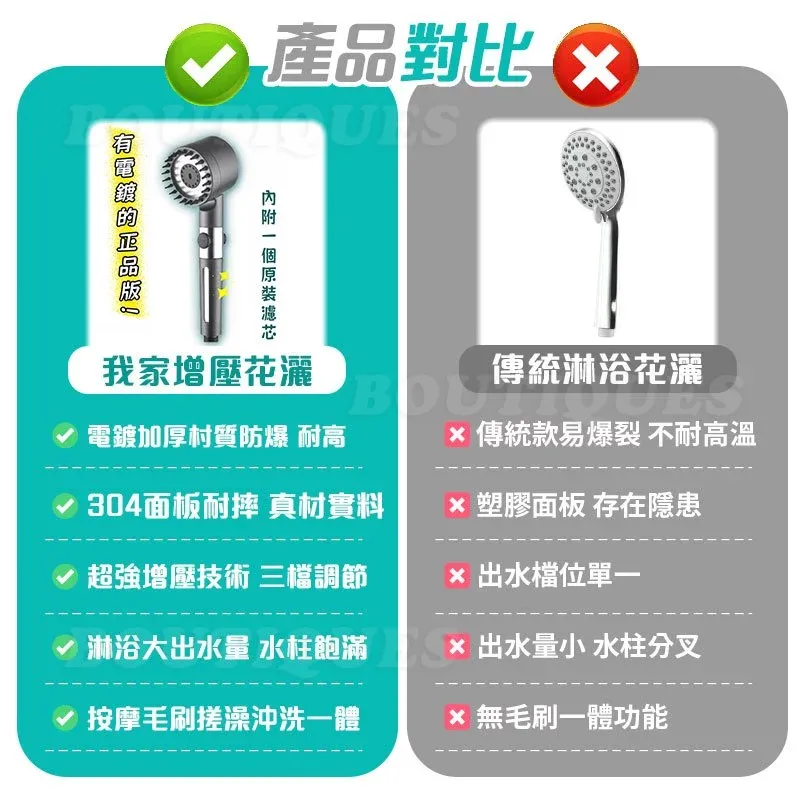 產品對比
BOUTIQUES
有電鍍的正品版!
內附一個原裝濾芯
我家增壓花灑
電鍍加厚材質防爆 耐高
304面板耐摔 真材實料
超強增壓技術 三檔調節
淋浴大出水量 水柱飽滿
按摩毛刷搓澡沖洗一體
傳統淋浴花灑
BOUTIQUES
傳統款易爆裂 不耐高溫
塑膠面板 存在隱患
出水檔位單一
出水量小 水柱分叉
無毛刷一體功能
BOUTIQUES